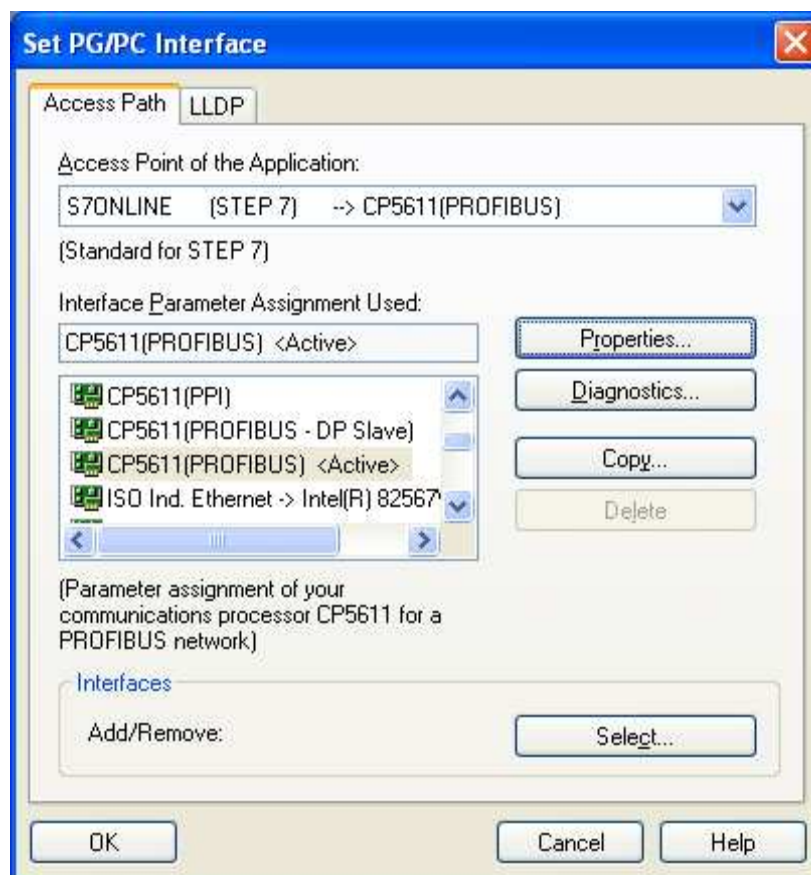 Set PG/PC Interface
Access Path LLDP
Access Point of the Application:
S7ONLINE (STEP 7) --> CP5611(PROFIBUS)
(Standard for STEP 7)
Interface Parameter Assignment Used:
CP5611(PROFIBUS) <Active>
Properties...
CP5611(PPI)
Diagnostics...
CP5611(PROFIBUS - DP Slave)
CP5611(PROFIBUS) <Active>
Copy...
ISO Ind. Ethernet -> Intel(R) 82567
Delete
(Parameter assignment of your
communications processor CP5611 for a
PROFIBUS network)
Interfaces
Add/Remove:
Select...
OK
Cancel
Help